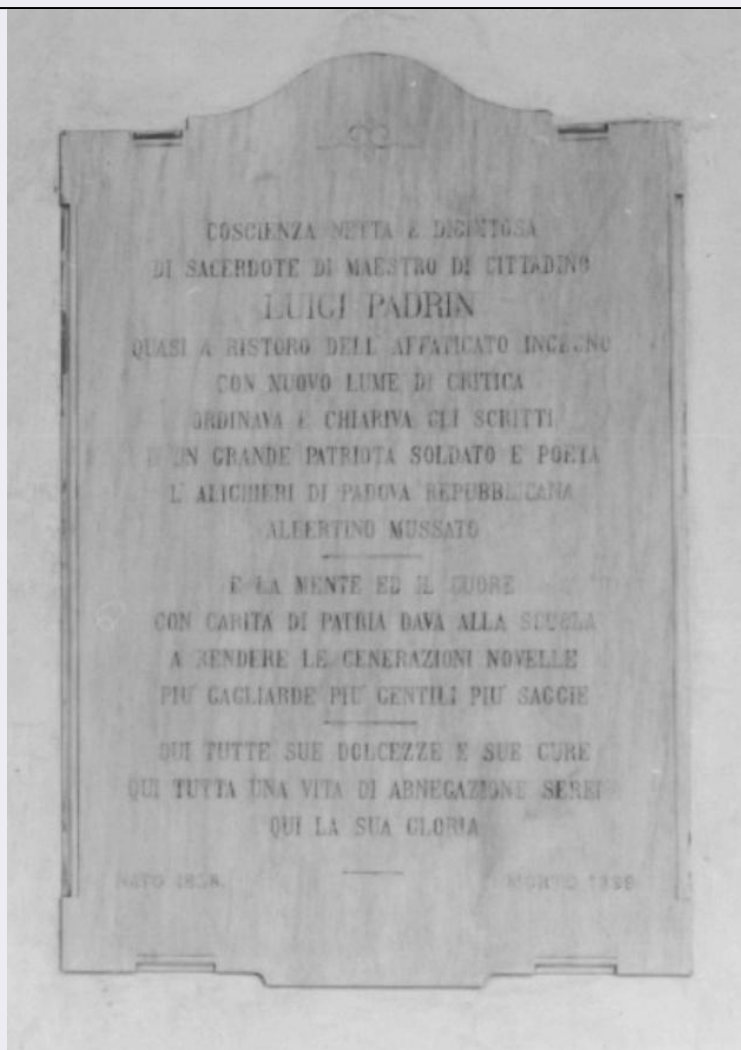 COSCIENZA NETTA E DIGNITOSA
DI SACERDOTE DI MAESTRO DI CITTADINO
LUIGI PADRIN
QUASI A RISTORO DELL' AFFATICATO INGEGNO
CON NUOVO LUME DI CRITICA
ORDINAVA E CHIARIVA GLI SCRITTI
D'UN GRANDE PATRIOTA SOLDATO E POETA
L' ALIGHIERI DI PADOVA REPUBBLICANA
ALBERTINO MUSSATO
E LA MENTE ED IL CUORE
CON CARITA DI PATRIA DAVA ALLA SCUOLA
A RENDERE LE GENERAZIONI NOVELLE
PIU' GAGLIARDE PIU' GENTILI PIU' SAGGIE
QUI TUTTE SUE DOLCEZZE E SUE CURE
QUI TUTTA UNA VITA DI ABNEGAZIONE
QUI LA SUA GLORIA
NATO MORTO